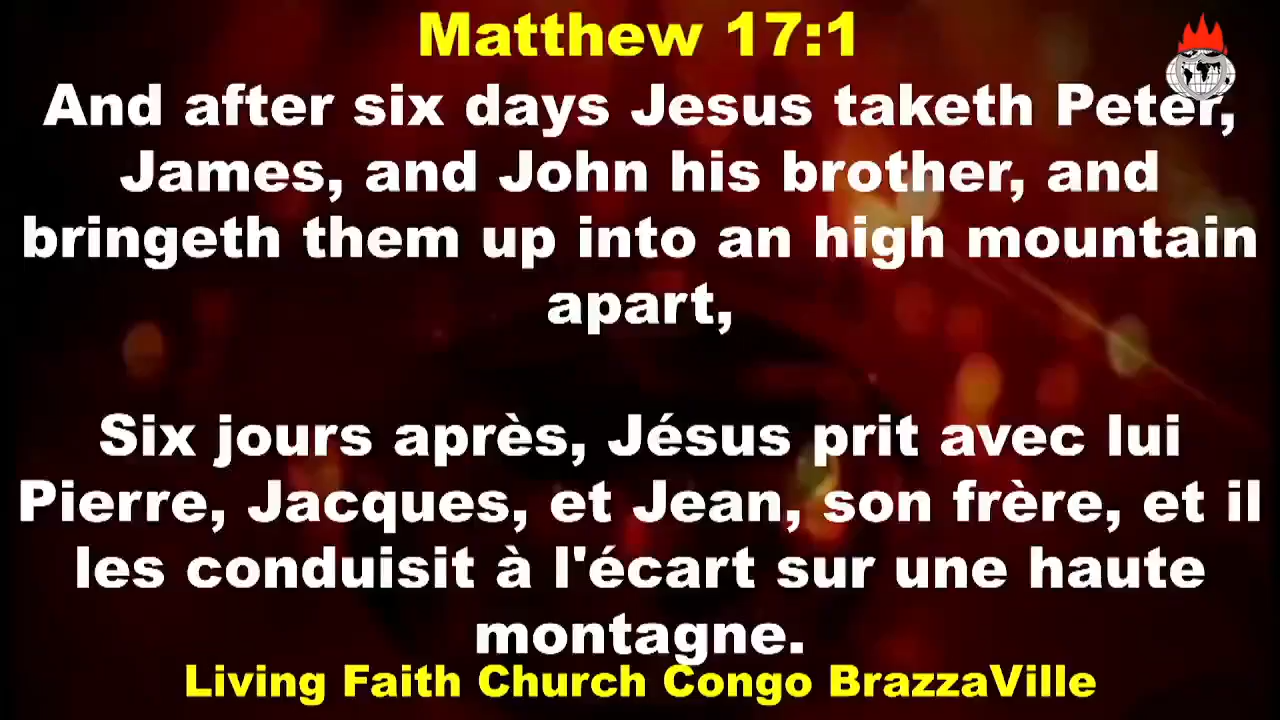 Matthew 17:1
And after six days Jesus taketh Peter,
James, and John his brother, and
bringeth them up into an high mountain
apart,
Six jours après, Jésus prit avec lui
Pierre, Jacques, et Jean, son frère, et il
les conduisit à l'écart sur une haute
montagne.
Living Faith Church Congo BrazzaVille